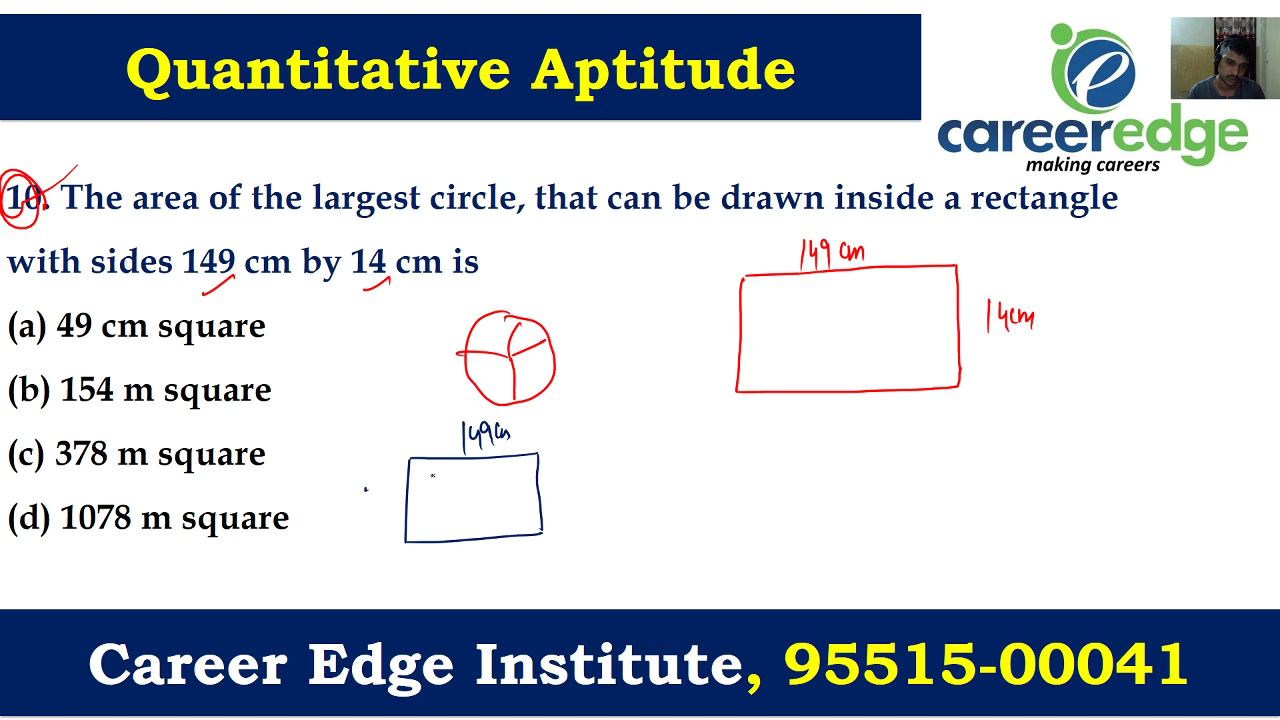 Quantitative Aptitude
careeredge
making careers
10. The area of the largest circle, that can be drawn inside a rectangle
with sides 149 cm by 14 cm is
(a) 49 cm square
(b) 154 m square
(c) 378 m square
(d) 1078 m square
149 cm
14cm
149cm
Career Edge Institute, 95515-00041